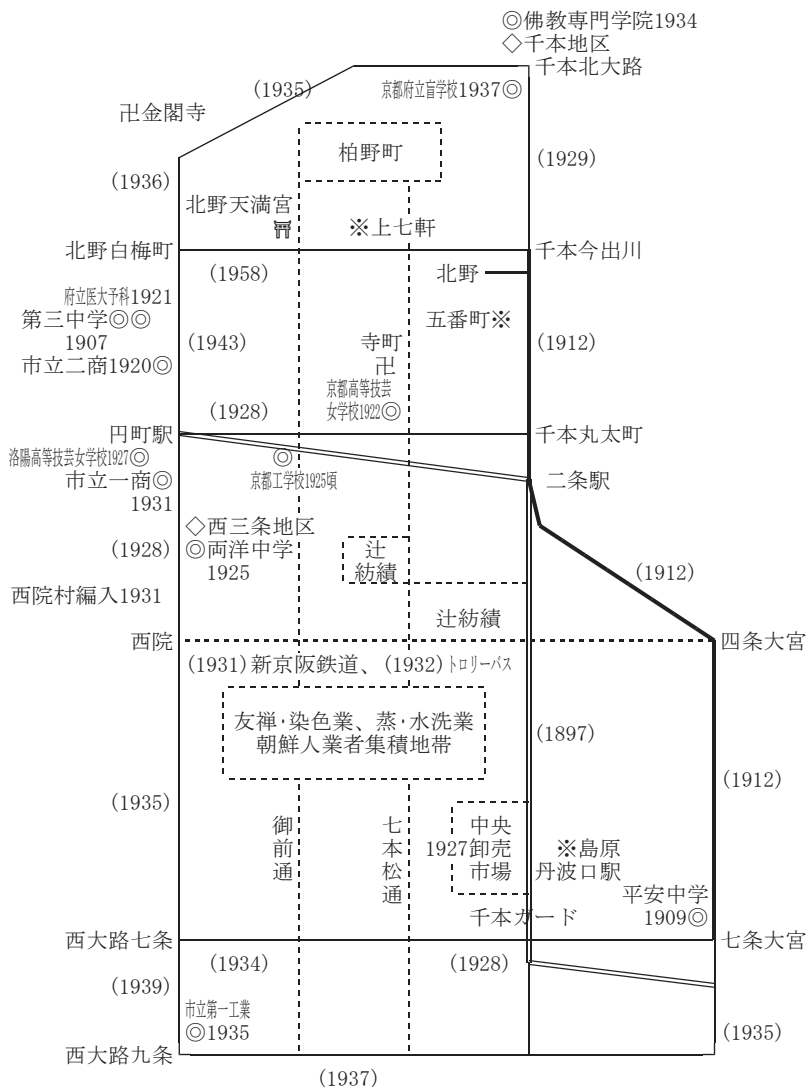 ◎佛教専門学院1934
◇千本地区
千本北大路
(1935)
京都府立盲学校1937◎
卍金閣寺
柏野町
(1929)
(1936)
北野天満宮
※上七軒
北野白梅町
千本今出川
(1958)
北野
府立医大予科1921
第三中学◎◎
1907
五番町※
(1943)
寺町
卍
(1912)
市立二商1920◎
京都高等技芸
女学校1922◎
(1928)
円町駅
千本丸太町
洛陽高等技芸女学校1927◎
◎
京都工学校1925頃
二条駅
市立一商◎
1931
◇西三条地区
(1928)
◎両洋中学
1925
辻
紡績
(1912)
西院村編入1931
辻紡績
西院
四条大宮
(1931)新京阪鉄道、(1932)トロリーバス
友禅・染色業、蒸・水洗業
朝鮮人業者集積地帯
(1897)
(1912)
(1935)
御前通
七本松通
中央
1927卸売
市場
※島原
丹波口駅
平安中学
1909◎
千本ガード
西大路七条
七条大宮
(1934)
(1928)
(1939)
市立第一工業
◎1935
(1935)
西大路九条
(1937)